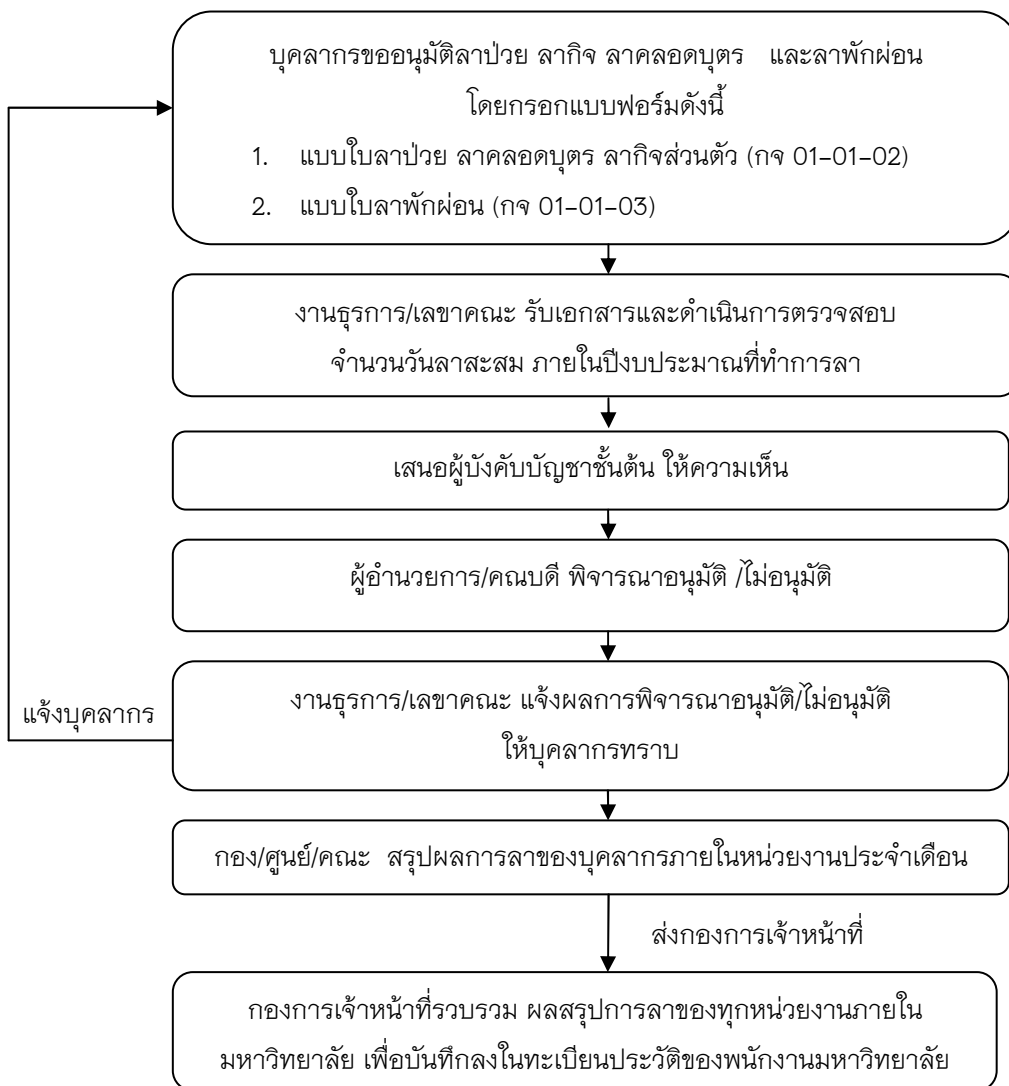 บุคลากรขออนุมัติลาป่วย ลากิจ ลาคลอดบุตร และลาพักผ่อน
โดยกรอกแบบฟอร์มดังนี้
1. แบบใบลาป่วย ลาคลอดบุตร ลากิจส่วนตัว (กจ 01-01-02)
2. แบบใบลาพักผ่อน (กจ 01-01-03)
งานธุรการ/เลขาคณะ รับเอกสารและดำเนินการตรวจสอบ
จำนวนวันลาสะสม ภายในปีงบประมาณที่ทำการลา
เสนอผู้บังคับบัญชาชั้นต้น ให้ความเห็น
ผู้อำนวยการ/คณบดี พิจารณาอนุมัติ /ไม่อนุมัติ
งานธุรการ/เลขาคณะ แจ้งผลการพิจารณาอนุมัติ/ไม่อนุมัติ
ให้บุคลากรทราบ
แจ้งบุคลากร
กอง/ศูนย์/คณะ สรุปผลการลาของบุคลากรภายในหน่วยงานประจำเดือน
ส่งกองการเจ้าหน้าที่
กองการเจ้าหน้าที่รวบรวม ผลสรุปการลาของทุกหน่วยงานภายใน
มหาวิทยาลัย เพื่อบันทึกลงในทะเบียนประวัติของพนักงานมหาวิทยาลัย